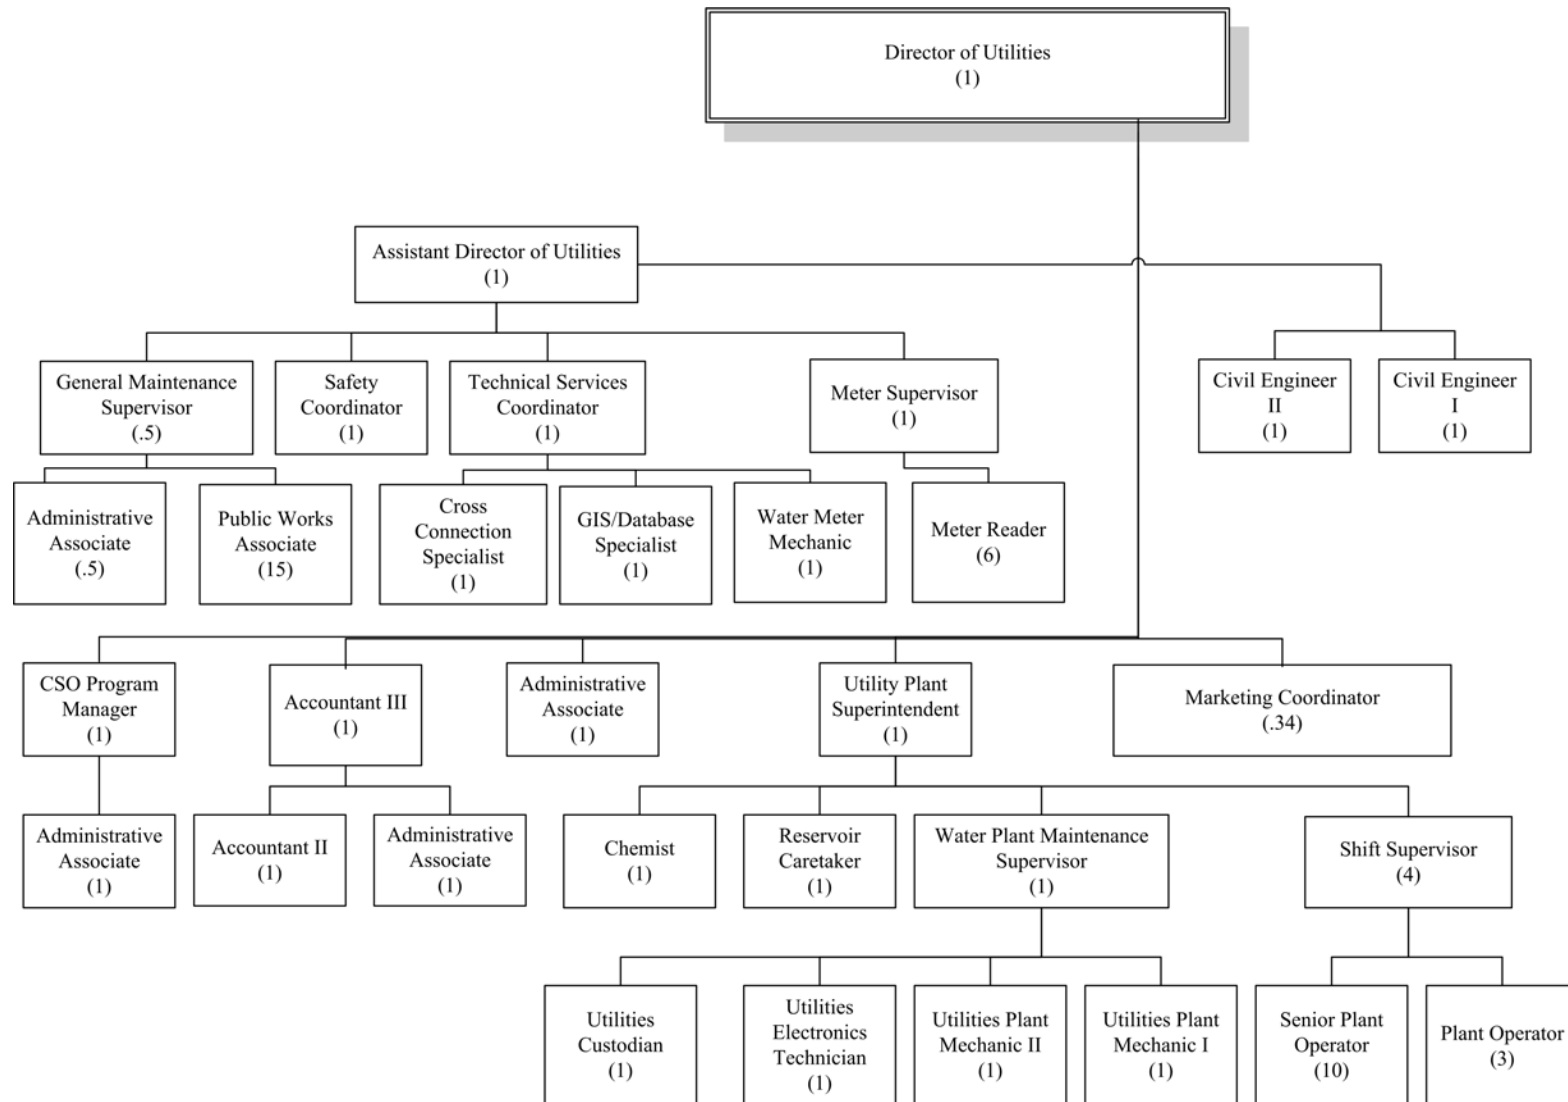 Director of Utilities
(1)
Assistant Director of Utilities
(1)
General Maintenance
Supervisor
(.5)
Safety
Coordinator
(1)
Technical Services
Coordinator
(1)
Meter Supervisor
(1)
Civil Engineer
II
(1)
Civil Engineer
I
(1)
Administrative
Associate
(.5)
Public Works
Associate
(15)
Cross
Connection
Specialist
(1)
GIS/Database
Specialist
(1)
Water Meter
Mechanic
(1)
Meter Reader
(6)
CSO Program
Manager
(1)
Accountant III
(1)
Administrative
Associate
(1)
Utility Plant
Superintendent
(1)
Marketing Coordinator
(.34)
Administrative
Associate
(1)
Accountant II
(1)
Administrative
Associate
(1)
Chemist
(1)
Reservoir
Caretaker
(1)
Water Plant Maintenance
Supervisor
(1)
Shift Supervisor
(4)
Utilities
Custodian
(1)
Utilities
Electronics
Technician
(1)
Utilities Plant
Mechanic II
(1)
Utilities Plant
Mechanic I
(1)
Senior Plant
Operator
(10)
Plant Operator
(3)